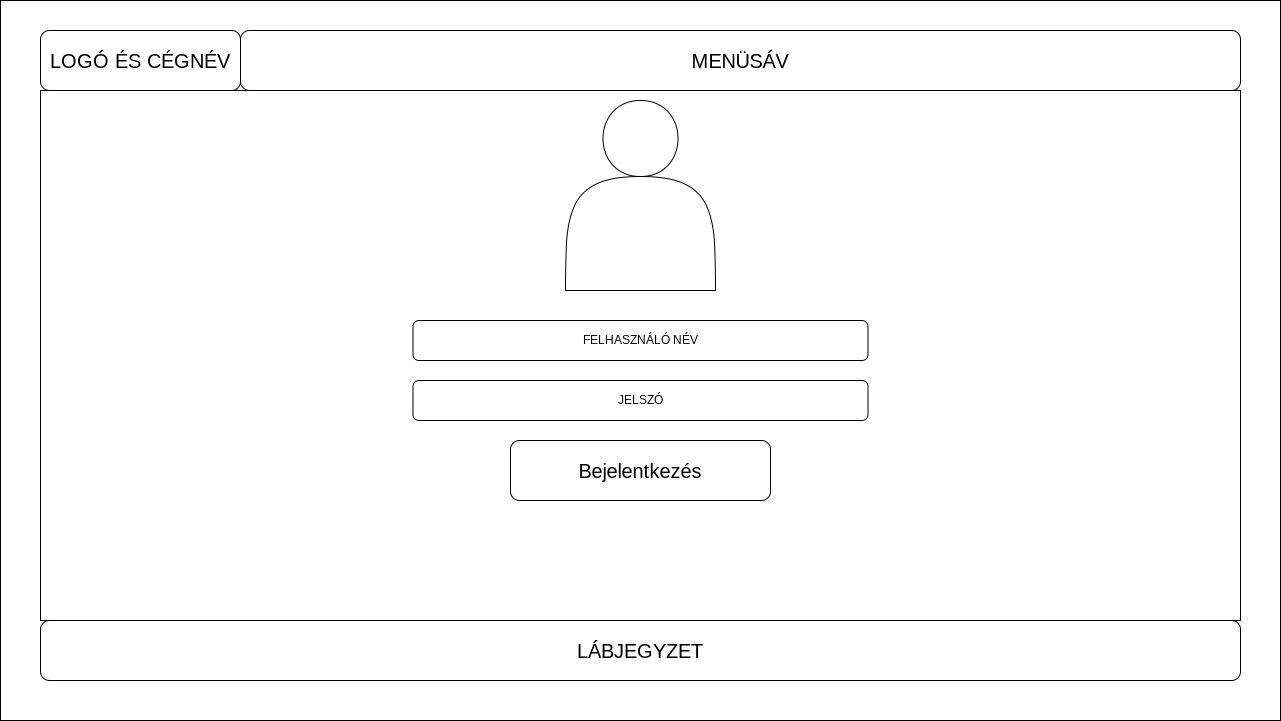 LOGÓ ÉS CÉGNÉV
MENÜSÁV
FELHASZNÁLÓ NÉV
JELSZÓ
Bejelentkezés
LÁBJEGYZET